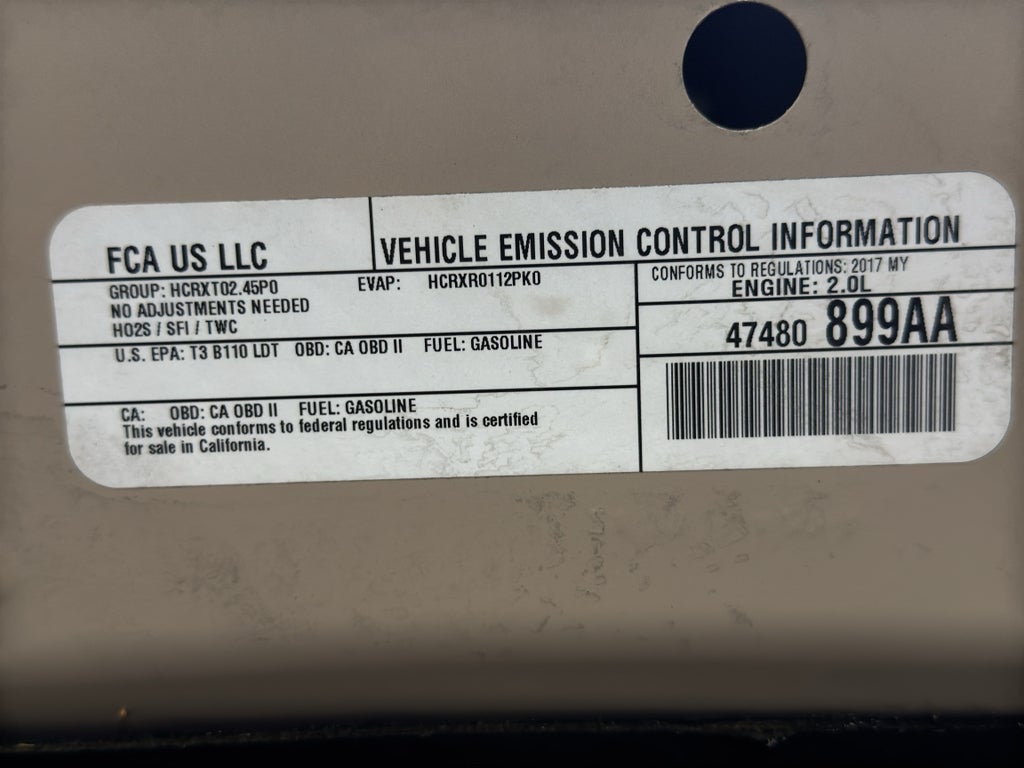 FCA US LLC
VEHICLE EMISSION CONTROL INFORMATION
GROUP: HCRXT02.45P0 EVAP: HCRXR0112PK0
NO ADJUSTMENTS NEEDED
HO2S / SFI / TWC
CONFORMS TO REGULATIONS: 2017 MY
ENGINE: 2.0L
47480 899AA
U.S. EPA: T3 B110 LDT OBD: CA OBD II FUEL: GASOLINE
CA: OBD: CA OBD II FUEL: GASOLINE
This vehicle conforms to federal regulations and is certified
for sale in California.